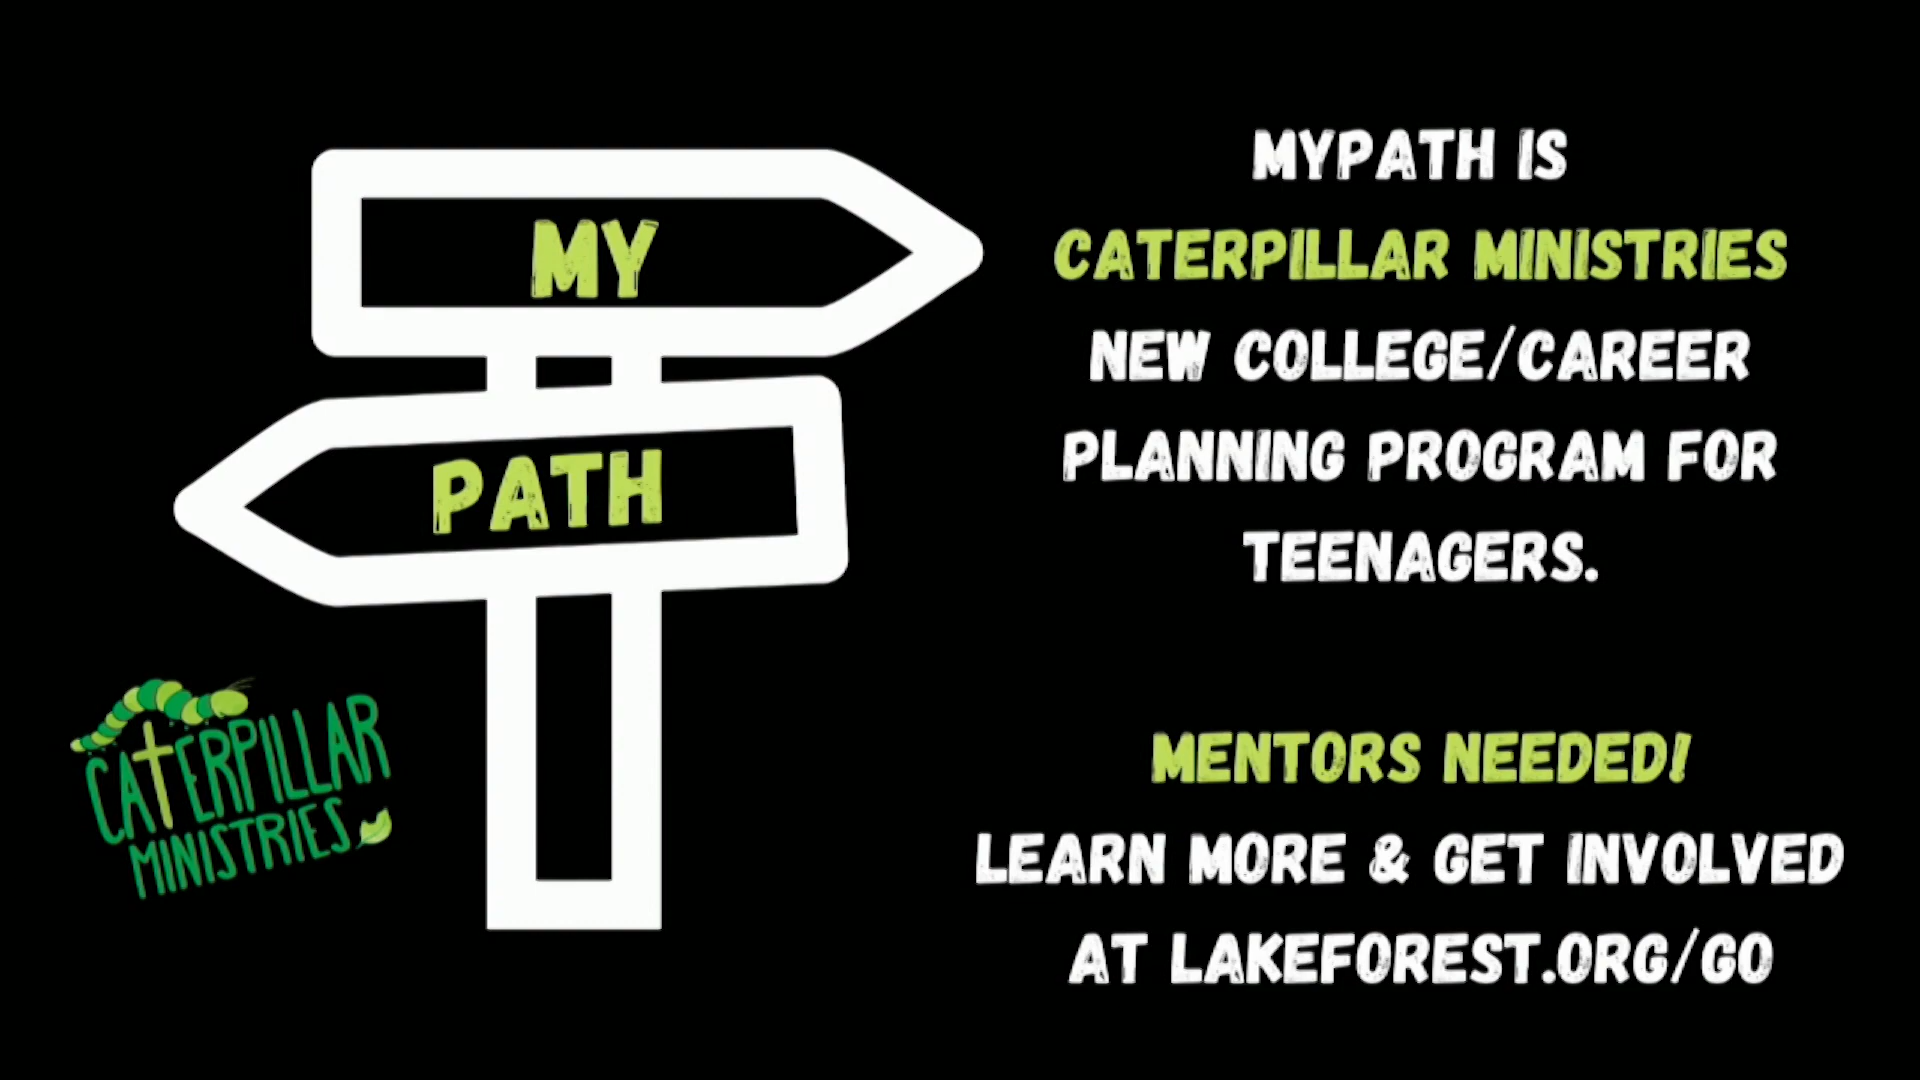 MY
PATH
CATERPILLAR
MINISTRIES
MYPATH IS
CATERPILLAR MINISTRIES
NEW COLLEGE/CAREER
PLANNING PROGRAM FOR
TEENAGERS.
MENTORS NEEDED!
LEARN MORE & GET INVOLVED
AT LAKEFOREST.ORG/GO